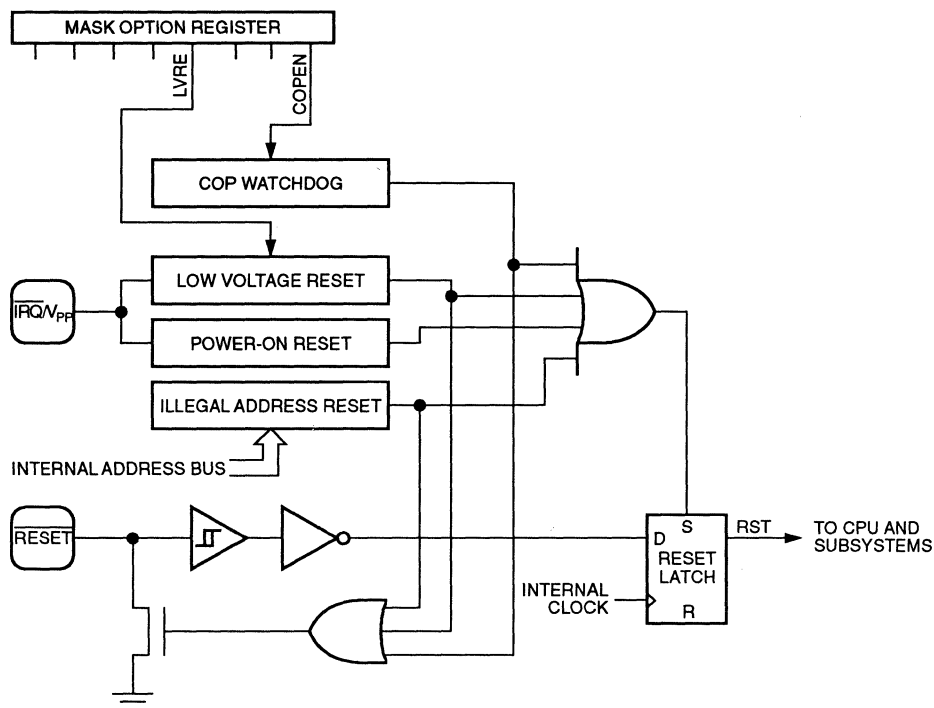 MASK OPTION REGISTER
LVRE
COPEN
COP WATCHDOG
LOW VOLTAGE RESET
IRQ/VPP
POWER-ON RESET
ILLEGAL ADDRESS RESET
INTERNAL ADDRESS BUS
RESET
S
D
RESET
LATCH
R
RST
TO CPU AND
SUBSYSTEMS
INTERNAL
CLOCK